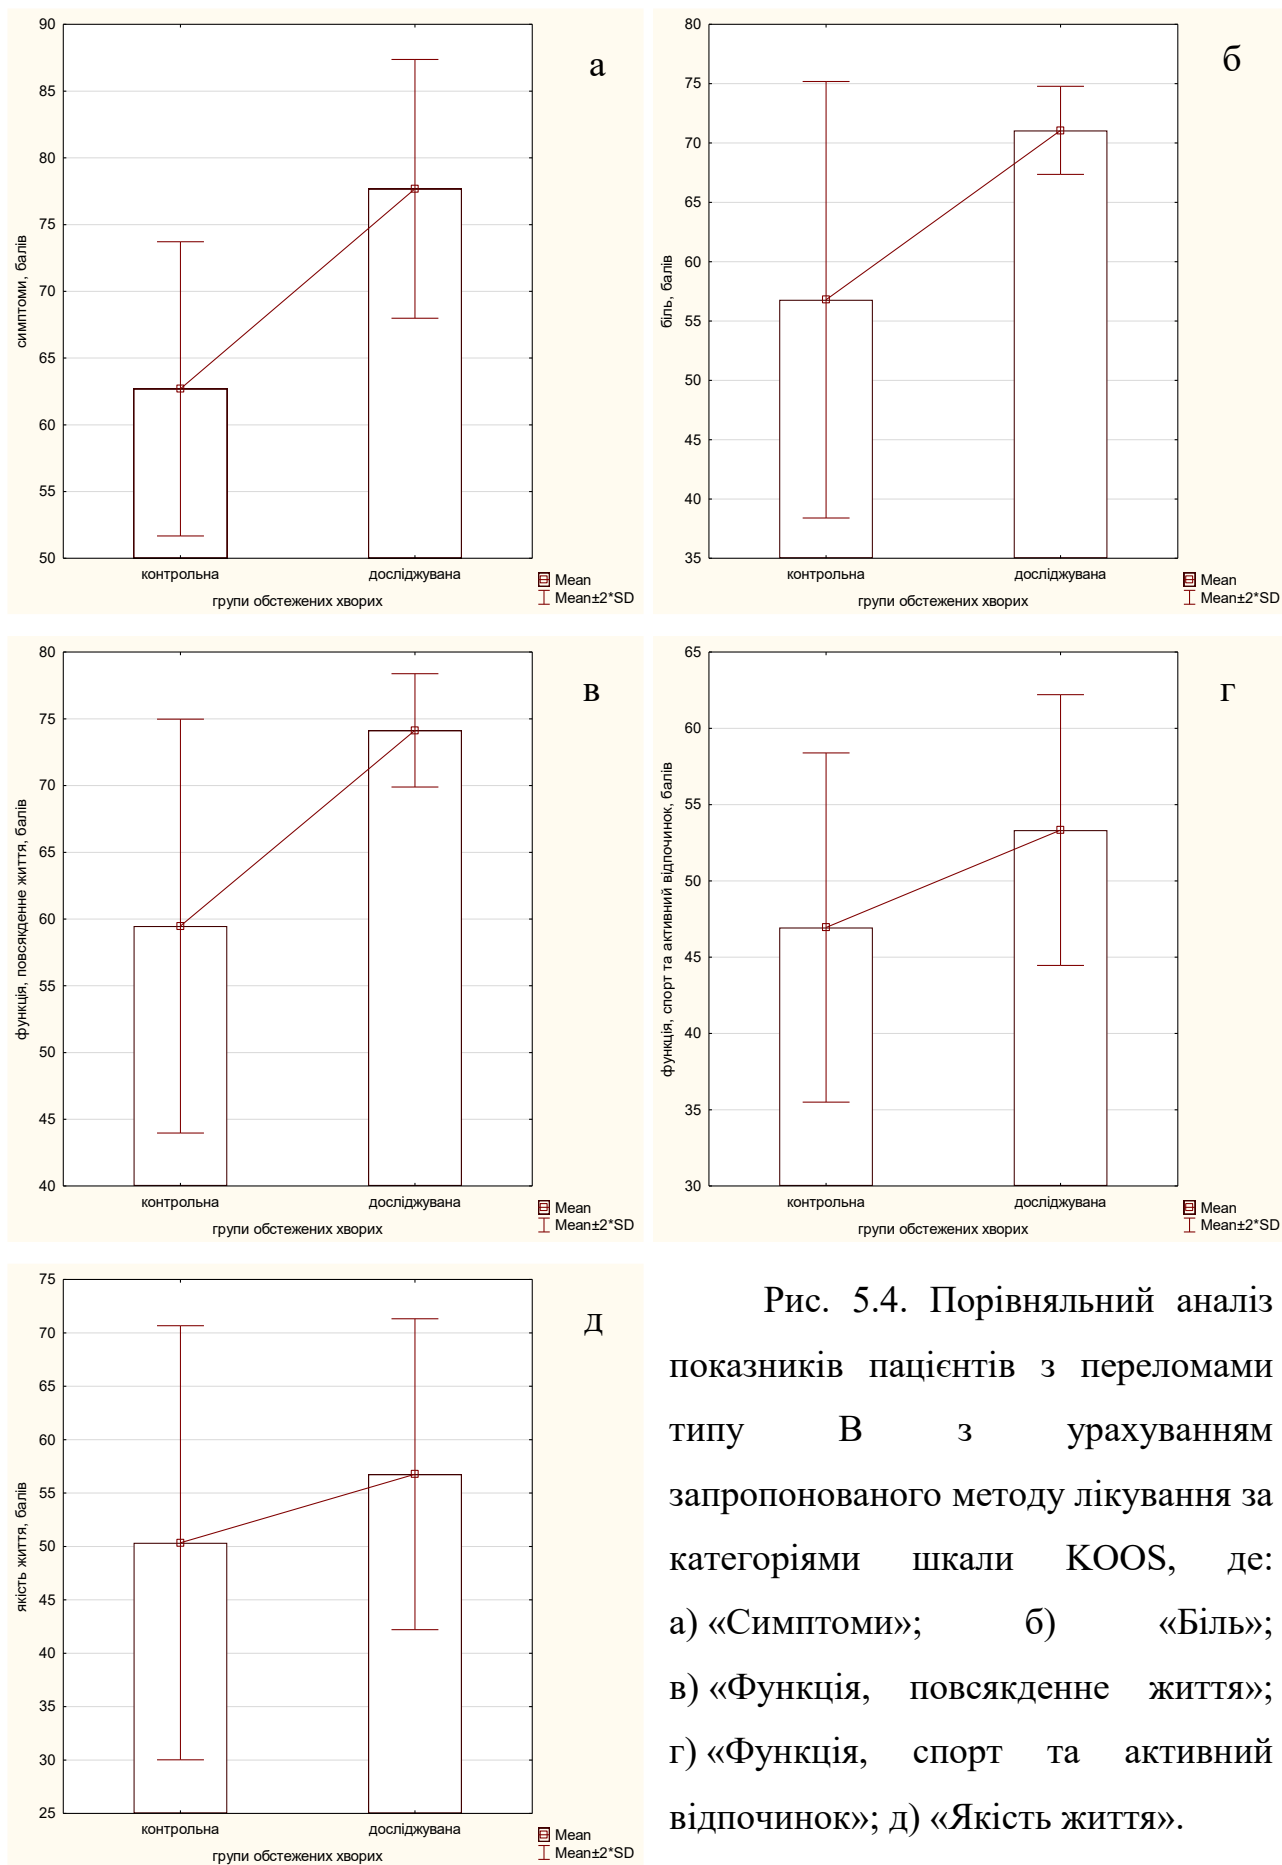 а
90
85
80
75
70
65
60
55
50
симптоми, балів
контрольна
досліджувана
групи обстежених хворих
Mean
Mean±2*SD
б
80
75
70
65
60
55
50
45
40
35
біль, балів
контрольна
досліджувана
групи обстежених хворих
Mean
Mean±2*SD
в
80
75
70
65
60
55
50
45
40
функція, повсякденне життя, балів
контрольна
досліджувана
групи обстежених хворих
Mean
Mean±2*SD
г
65
60
55
50
45
40
35
30
функція, спорт та активний відпочинок, балів
контрольна
досліджувана
групи обстежених хворих
Mean
Mean±2*SD
д
75
70
65
60
55
50
45
40
35
30
25
якість життя, балів
контрольна
досліджувана
групи обстежених хворих
Mean
Mean±2*SD
Рис. 5.4. Порівняльний аналіз
показників пацієнтів з переломами
типу В з урахуванням
запропонованого методу лікування за
категоріями шкали KOOS, де:
а) «Симптоми»; б) «Біль»;
в) «Функція, повсякденне життя»;
г) «Функція, спорт та активний
відпочинок»; д) «Якість життя».